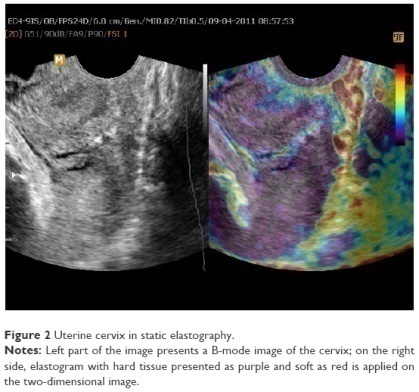 EC4-9IS/OB/FPS24D/6.0 cm/Gen./MI0.82/TIb0.5/09-04-2011 08:57:53
[2D] G51/90dB/FA9/P90/FSI 1
M
Figure 2 Uterine cervix in static elastography.
Notes: Left part of the image presents a B-mode image of the cervix; on the right
side, elastogram with hard tissue presented as purple and soft as red is applied on
the two-dimensional image.